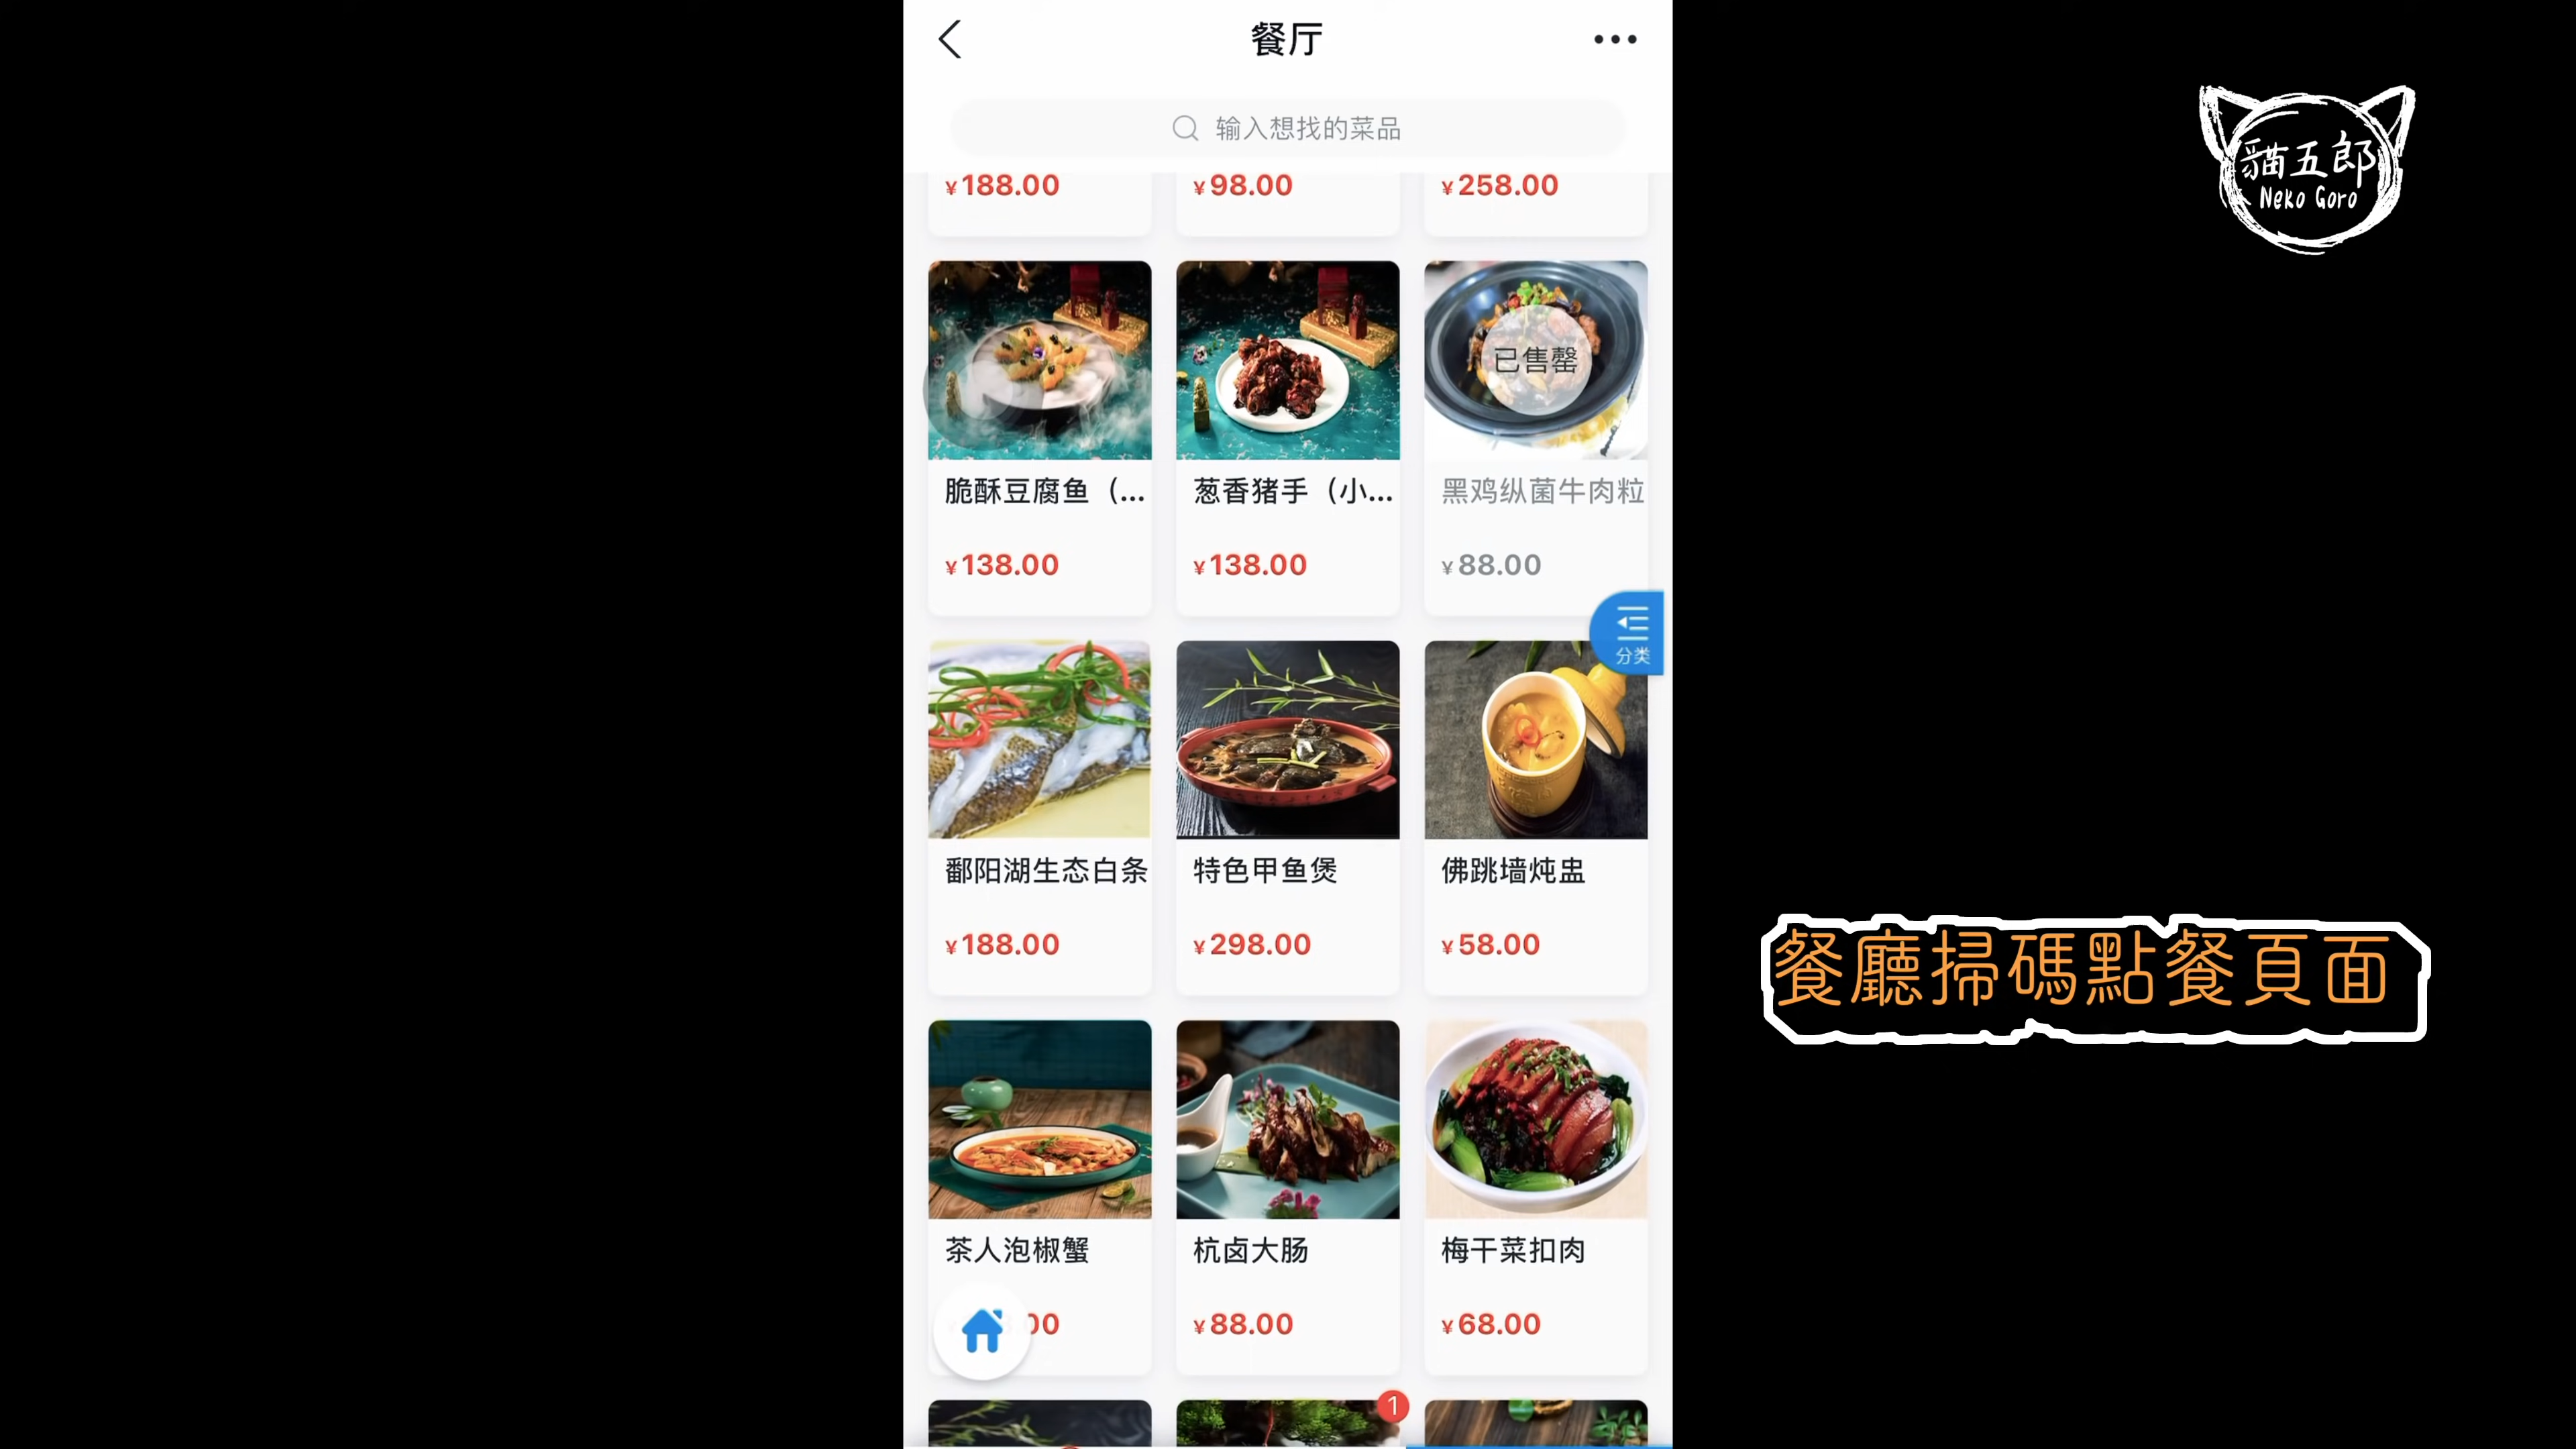 餐厅
输入想找的菜品
¥188.00
¥98.00
¥258.00
貓五郎
Neko Goro
已售罄
脆酥豆腐鱼（...
葱香猪手（小...
黑鸡纵菌牛肉粒
¥138.00
¥138.00
¥88.00
分类
鄱阳湖生态白条
特色甲鱼煲
佛跳墙炖盅
¥188.00
¥298.00
¥58.00
餐廳掃碼點餐頁面
茶人泡椒蟹
杭卤大肠
梅干菜扣肉
00
¥88.00
¥68.00
1